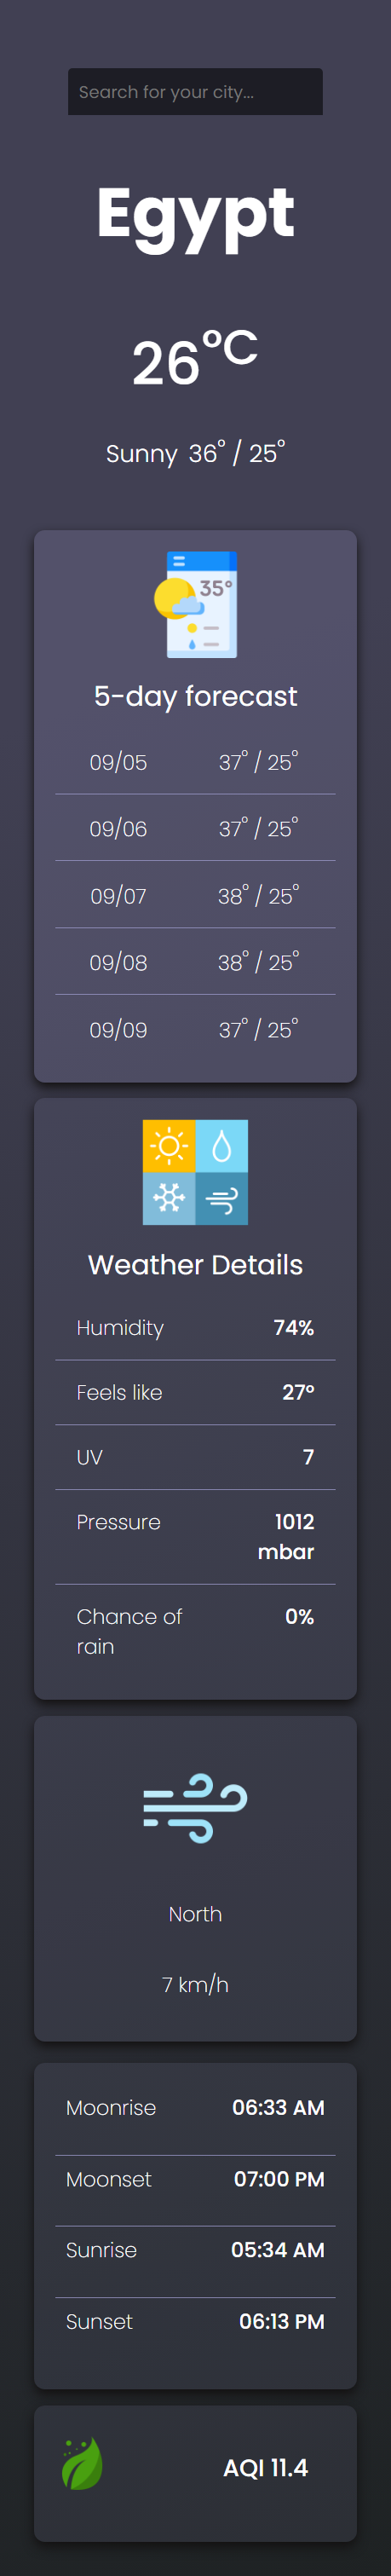 Search for your city...
Egypt
26°C
Sunny 36° / 25°
35°
5-day forecast
09/05 37° / 25°
09/06 37° / 25°
09/07 38° / 25°
09/08 38° / 25°
09/09 37° / 25°
Weather Details
Humidity 74%
Feels like 27°
UV 7
Pressure 1012
mbar
Chance of 0%
rain
North
7 km/h
Moonrise 06:33 AM
Moonset 07:00 PM
Sunrise 05:34 AM
Sunset 06:13 PM
AQI 11.4